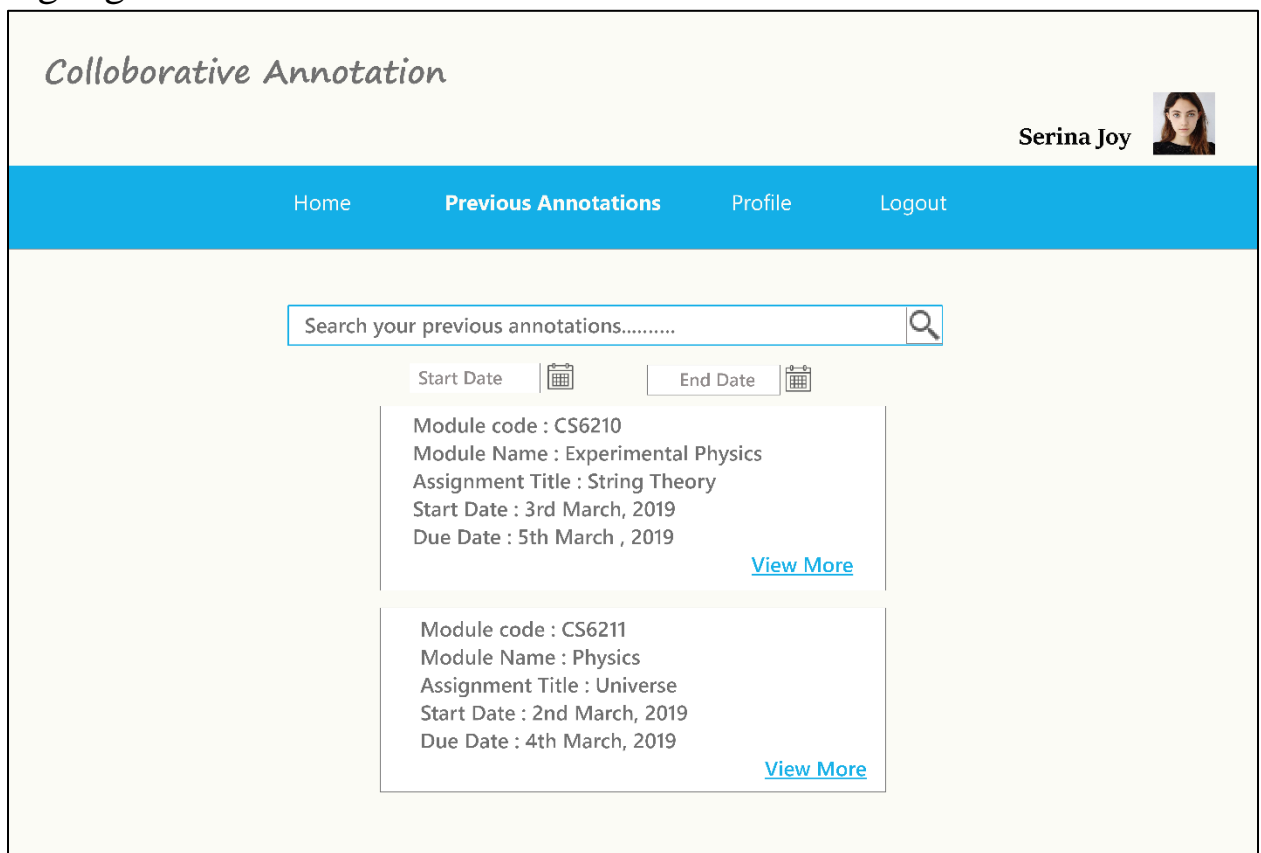 Colloborative Annotation
Serina Joy
Home Previous Annotations Profile Logout
Search your previous annotations..........
Start Date End Date
Module code : CS6210
Module Name : Experimental Physics
Assignment Title : String Theory
Start Date : 3rd March, 2019
Due Date : 5th March , 2019
View More
Module code : CS6211
Module Name : Physics
Assignment Title : Universe
Start Date : 2nd March, 2019
Due Date : 4th March, 2019
View More